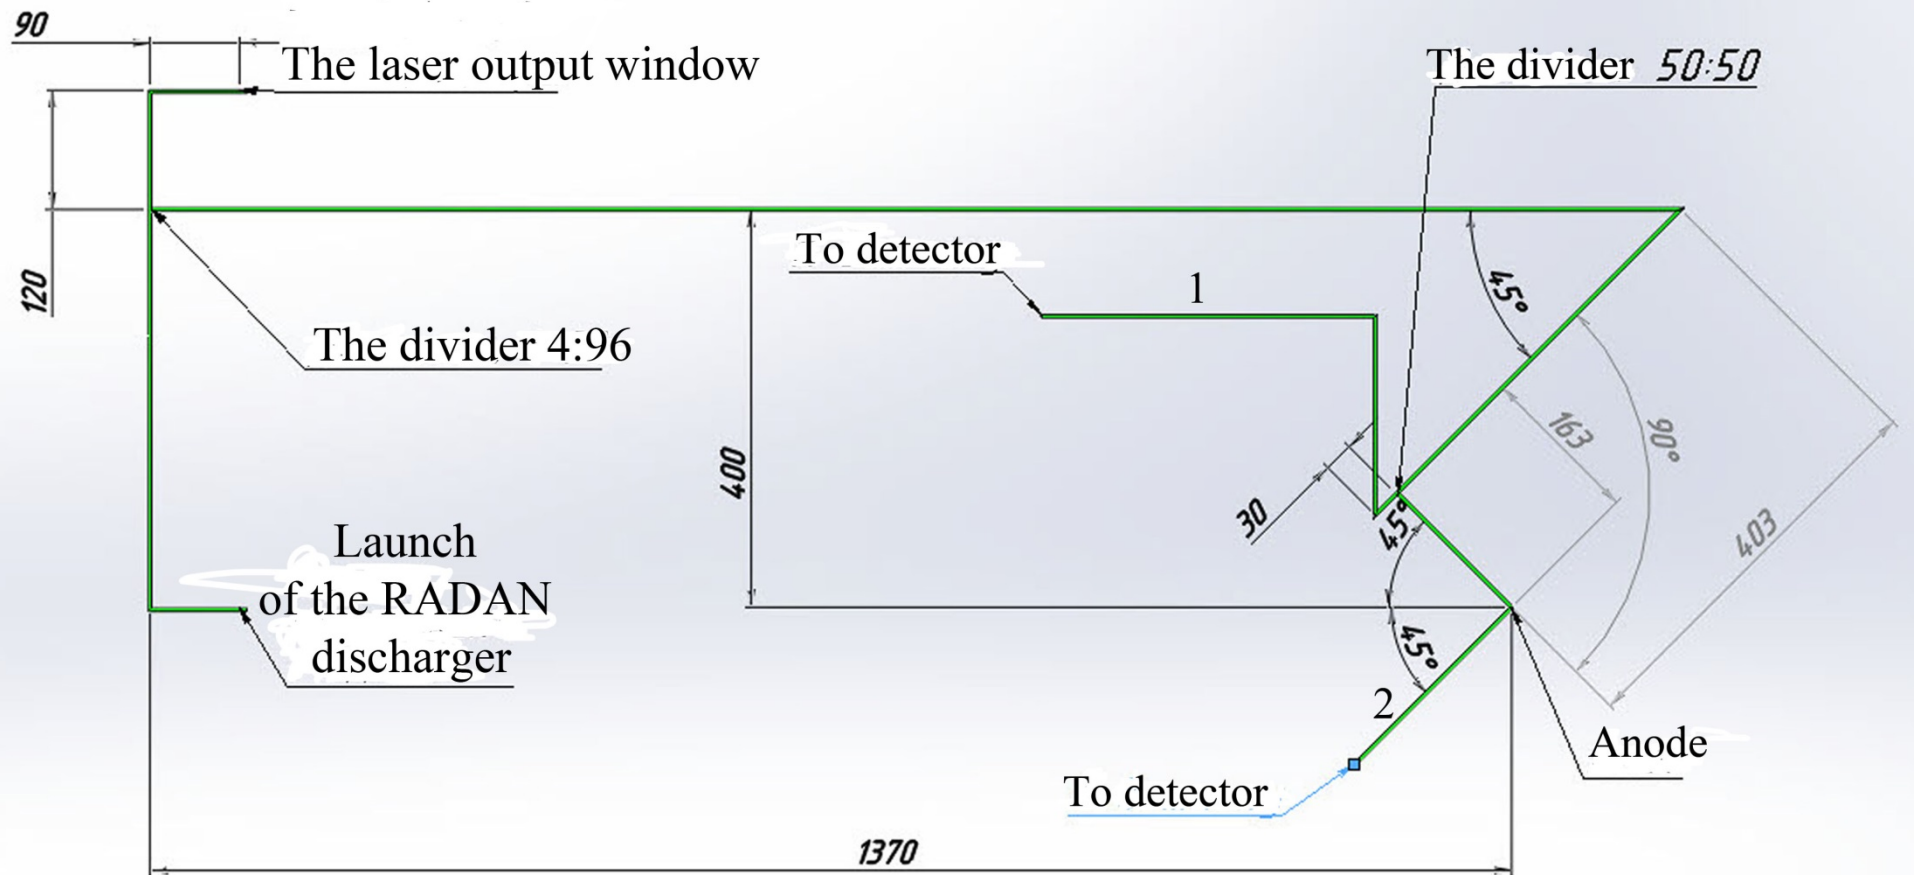 90
The laser output window
The divider 50:50
120
To detector
1
45°
The divider 4:96
163
90°
400
30
45°
403
Launch
of the RADAN
discharger
45°
2
Anode
To detector
1370